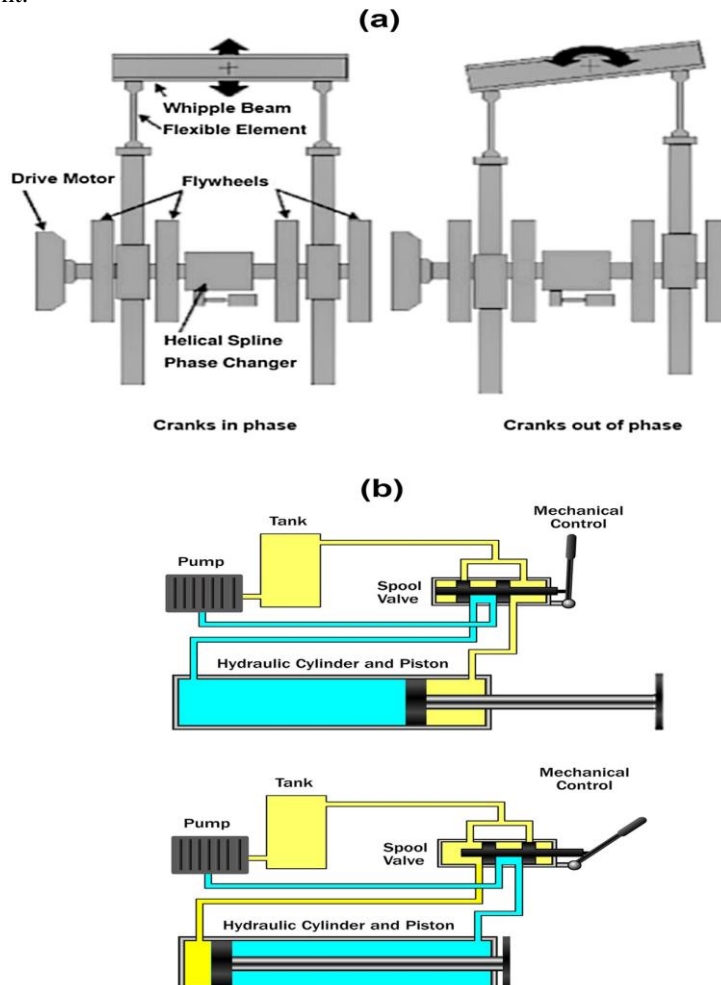 (a)
Whipple Beam
Flexible Element
Drive Motor
Flywheels
Helical Spline
Phase Changer
Cranks in phase
Cranks out of phase
(b)
Mechanical
Control
Tank
Pump
Spool
Valve
Hydraulic Cylinder and Piston
Mechanical
Control
Tank
Pump
Spool
Valve
Hydraulic Cylinder and Piston